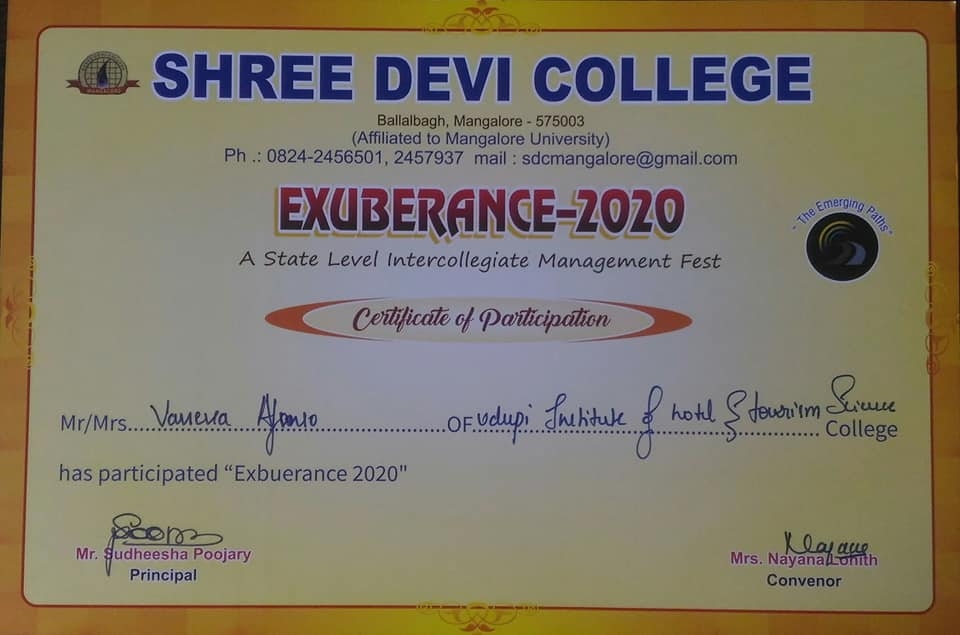 SHREE DEVI COLLEGE
Ballalbagh, Mangalore - 575003
(Affiliated to Mangalore University)
Ph .: 0824-2456501, 2457937 mail : sdcmangalore@gmail.com
EXUBERANCE-2020
"The Emerging Paths"
A State Level Intercollegiate Management Fest
Certificate of Participation
Mr/Mrs. Vanessa Afonso OF udupi Institute of hotel & tourism Science College
has participated “Exbuerance 2020"
Mr. Sudheesha Poojary
Principal
Mrs. Nayana Lohith
Convenor